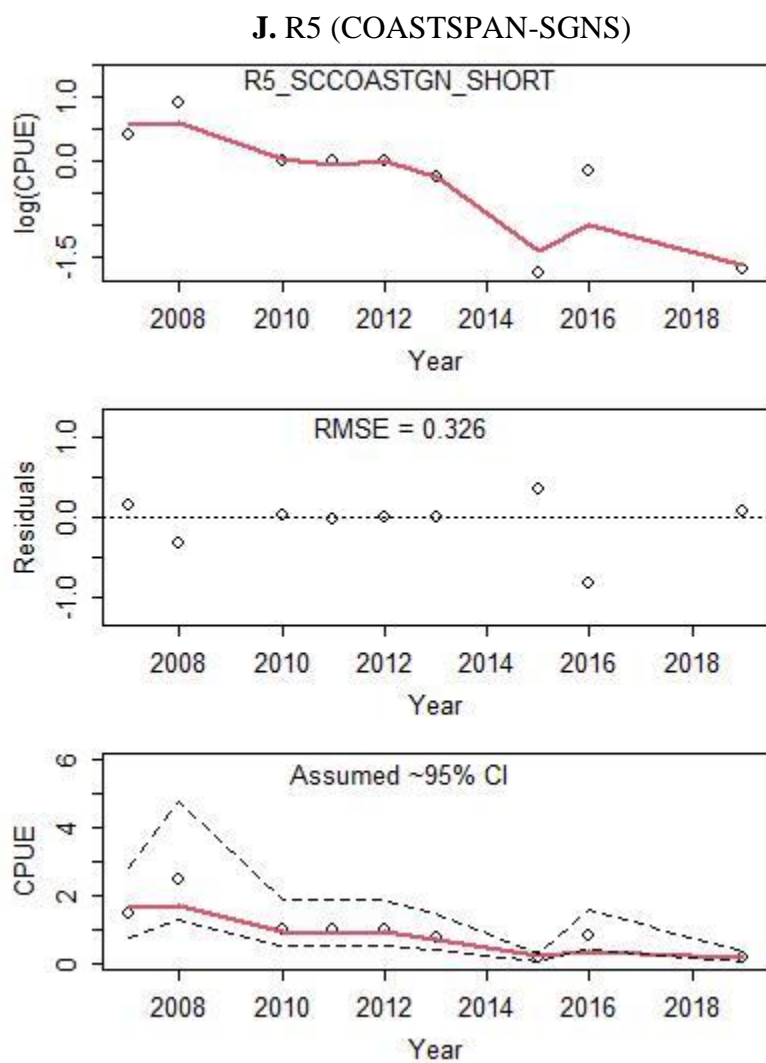 J. R5 (COASTSPAN-SGNS)
R5_SCCOASTGN_SHORT
log(CPUE)
1.0
0.0
-1.5
2008 2010 2012 2014 2016 2018
Year
RMSE = 0.326
Residuals
1.0
0.0
-1.0
2008 2010 2012 2014 2016 2018
Year
Assumed ~95% CI
CPUE
6
4
2
0
2008 2010 2012 2014 2016 2018
Year